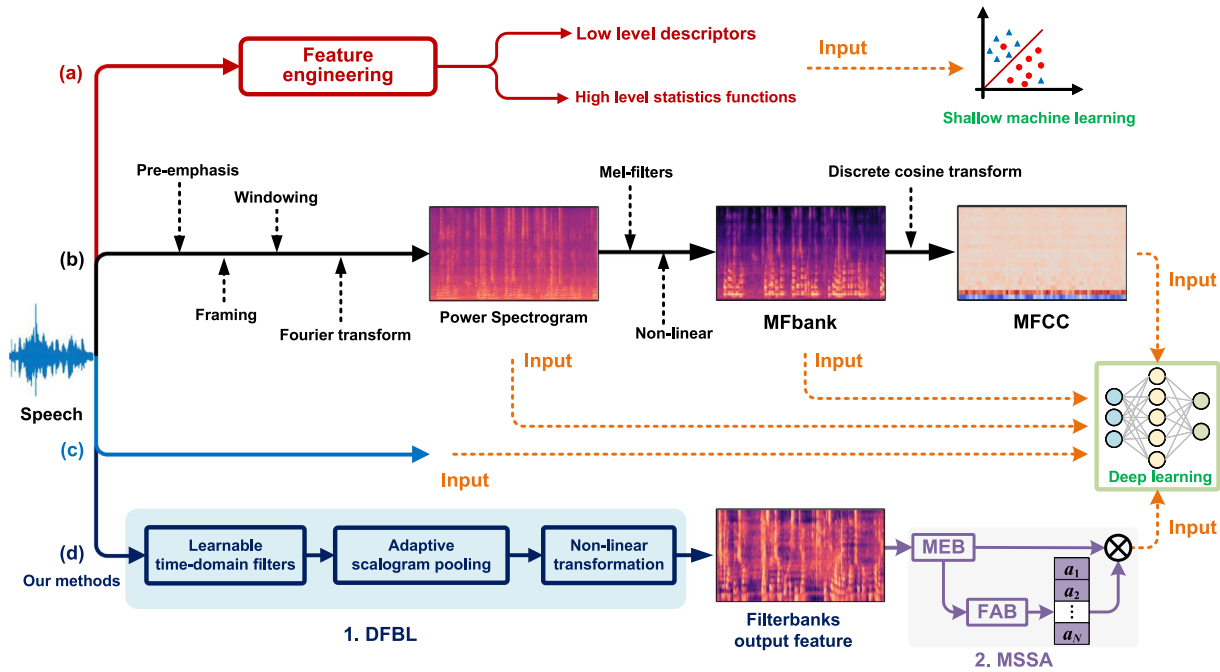 (a)
Feature
engineering
Low level descriptors
High level statistics functions
Input
Shallow machine learning
Pre-emphasis
Windowing
Mel-filters
Discrete cosine transform
(b)
Framing
Fourier transform
Power Spectrogram
Non-linear
MFbank
MFCC
Input
Input
Input
Speech
(c)
Input
Deep learning
Input
(d)
Our methods
Learnable
time-domain filters
Adaptive
scalogram pooling
Non-linear
transformation
1. DFBL
Filterbanks
output feature
MEB
FAB
a1
a2
⋮
aN
2. MSSA